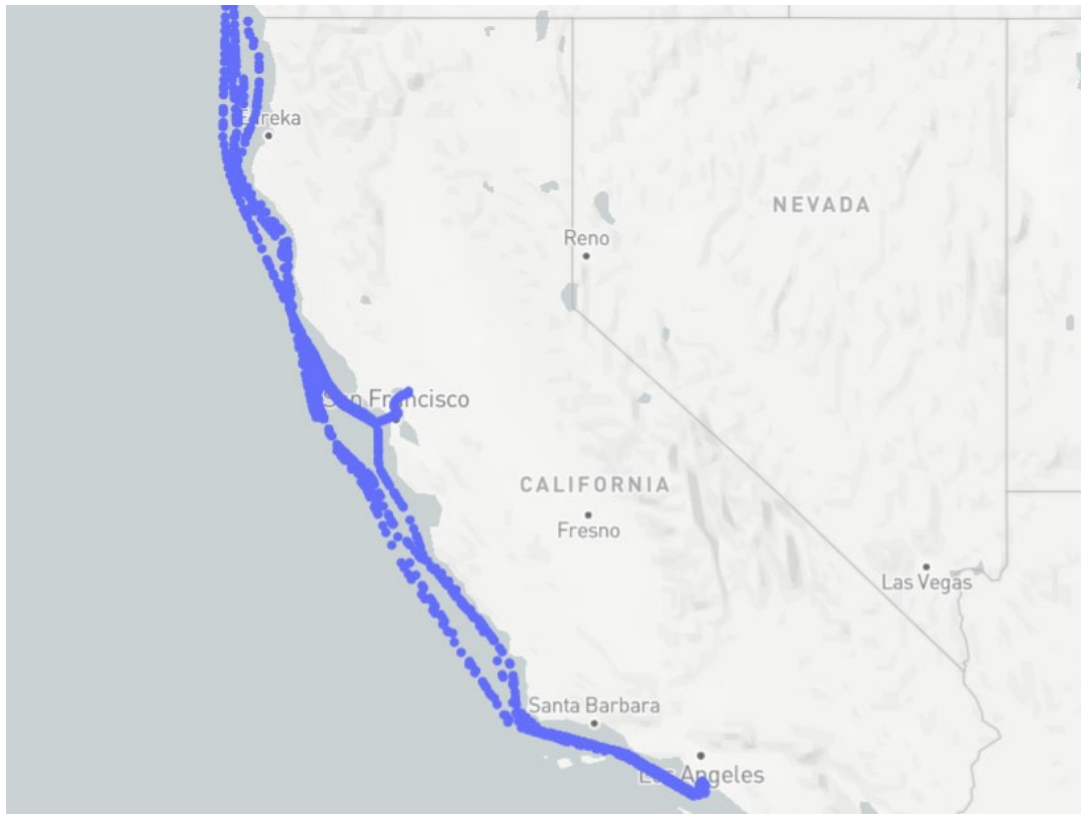 Eureka
NEVADA
Reno
San Francisco
CALIFORNIA
Fresno
Las Vegas
Santa Barbara
Los Angeles